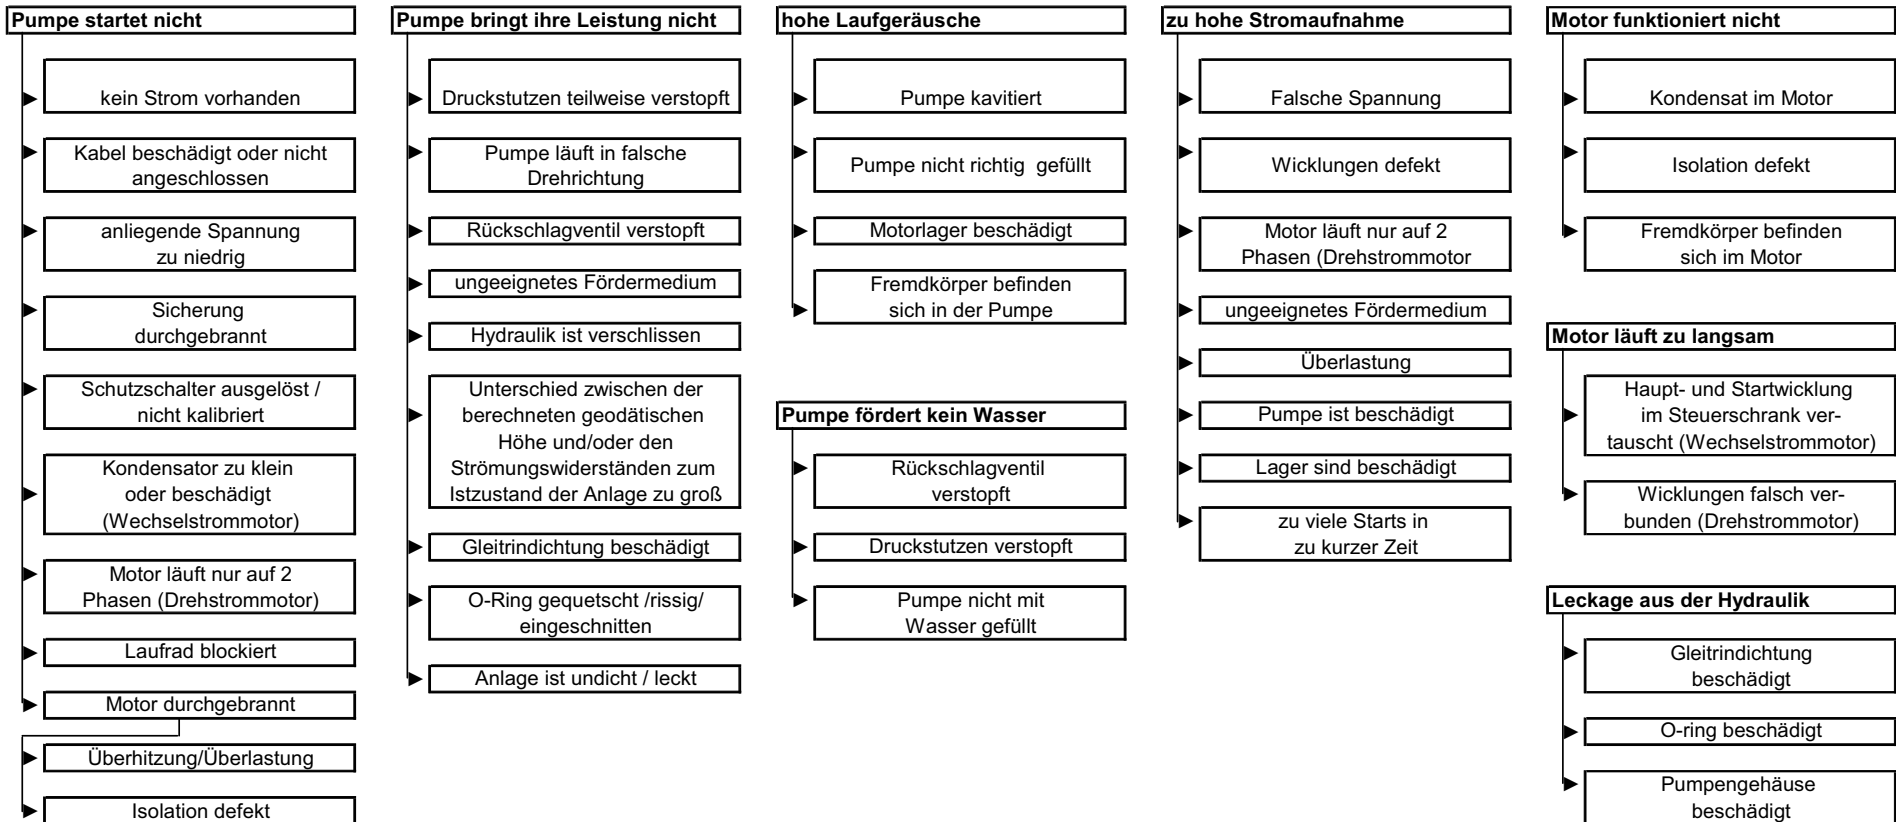 Pumpe startet nicht
kein Strom vorhanden
Kabel beschädigt oder nicht
angeschlossen
anliegende Spannung
zu niedrig
Sicherung
durchgebrannt
Schutzschalter ausgelöst /
nicht kalibriert
Kondensator zu klein
oder beschädigt
(Wechselstrommotor)
Motor läuft nur auf 2
Phasen (Drehstrommotor)
Laufrad blockiert
Motor durchgebrannt
Überhitzung/Überlastung
Isolation defekt
Pumpe bringt ihre Leistung nicht
Druckstutzen teilweise verstopft
Pumpe läuft in falsche
Drehrichtung
Rückschlagventil verstopft
ungeeignetes Fördermedium
Hydraulik ist verschlissen
Unterschied zwischen der
berechneten geodätischen
Höhe und/oder den
Strömungswiderständen zum
Istzustand der Anlage zu groß
Gleitrindichtung beschädigt
O-Ring gequetscht /rissig/
eingeschnitten
Anlage ist undicht / leckt
hohe Laufgeräusche
Pumpe kavitiert
Pumpe nicht richtig  gefüllt
Motorlager beschädigt
Fremdkörper befinden
sich in der Pumpe
Pumpe fördert kein Wasser
Rückschlagventil
verstopft
Druckstutzen verstopft
Pumpe nicht mit
Wasser gefüllt
zu hohe Stromaufnahme
Falsche Spannung
Wicklungen defekt
Motor läuft nur auf 2
Phasen (Drehstrommotor
ungeeignetes Fördermedium
Überlastung
Pumpe ist beschädigt
Lager sind beschädigt
zu viele Starts in
zu kurzer Zeit
Motor funktioniert nicht
Kondensat im Motor
Isolation defekt
Fremdkörper befinden
sich im Motor
Motor läuft zu langsam
Haupt- und Startwicklung
im Steuerschrank ver-
tauscht (Wechselstrommotor)
Wicklungen falsch ver-
bunden (Drehstrommotor)
Leckage aus der Hydraulik
Gleitrindichtung
beschädigt
O-ring beschädigt
Pumpengehäuse
beschädigt